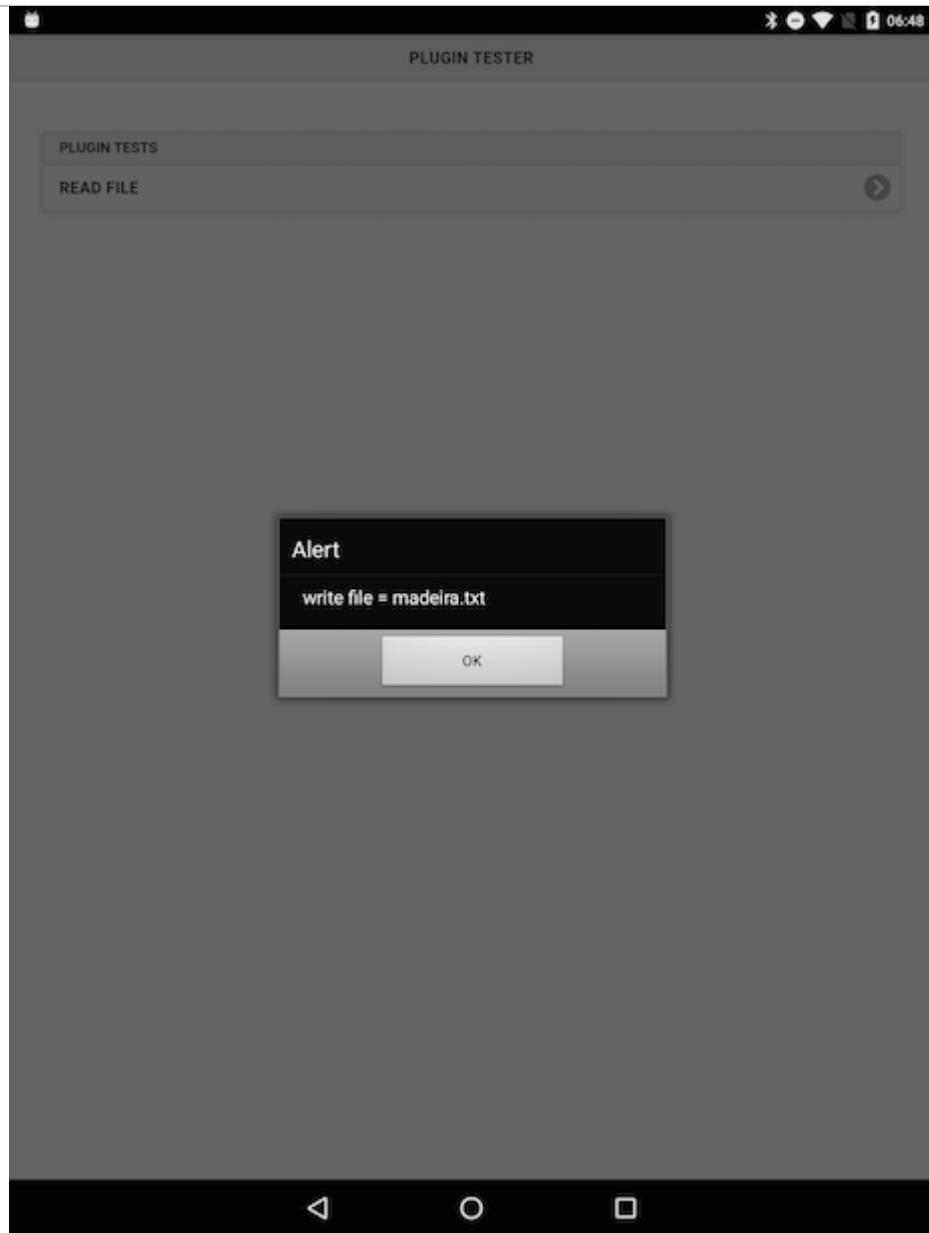 06:48
PLUGIN TESTER
PLUGIN TESTS
READ FILE
Alert
write file = madeira.txt
OK